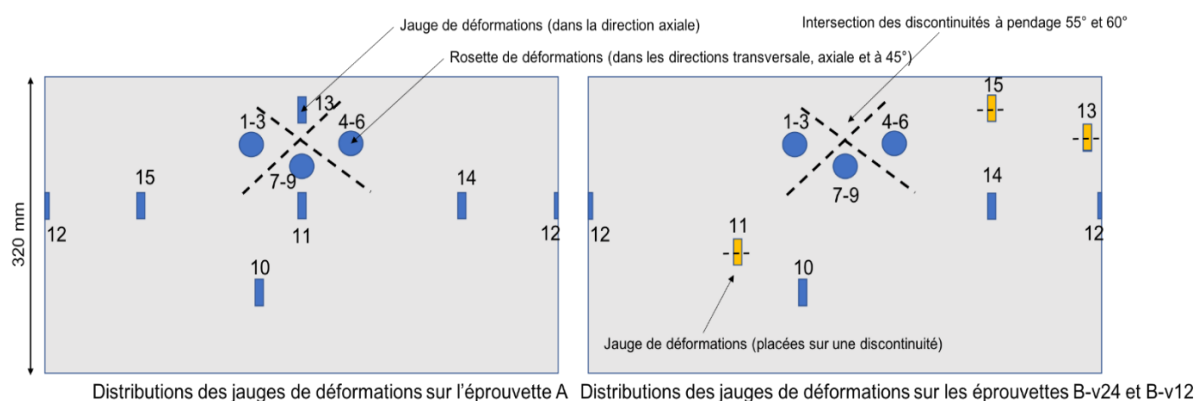 Jauge de déformations (dans la direction axiale)
Intersection des discontinuités à pendage 55° et 60°
Rosette de déformations (dans les directions transversale, axiale et à 45°)
320 mm
13
1-3
4-6
7-9
15
14
12
11
12
10
15
13
1-3
4-6
7-9
14
12
12
11
10
Jauge de déformations (placées sur une discontinuité)
Distributions des jauges de déformations sur l'éprouvette A
Distributions des jauges de déformations sur les éprouvettes B-v24 et B-v12